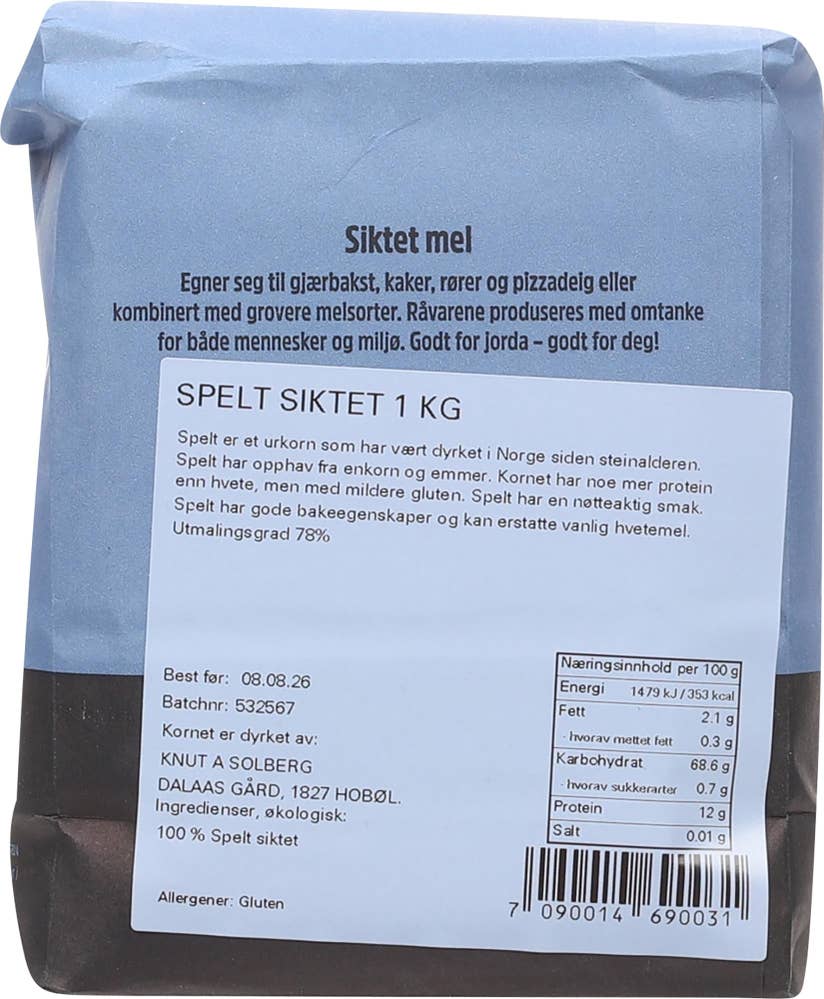 Siktet mel
Egner seg til gjærbakst, kaker, rører og pizzadeig eller
kombinert med grovere melsorter. Råvarene produseres med omtanke
for både mennesker og miljø. Godt for jorda – godt for deg!
SPELT SIKTET 1 KG
Spelt er et urkorn som har vært dyrket i Norge siden steinalderen.
Spelt har opphav fra enkorn og emmer. Kornet har noe mer protein
enn hvete, men med mildere gluten. Spelt har en nøtteaktig smak.
Spelt har gode bakeegenskaper og kan erstatte vanlig hvetemel.
Utmalingsgrad 78%
Best før: 08.08.26
Batchnr: 532567
Kornet er dyrket av:
KNUT A SOLBERG
DALAAS GÅRD, 1827 HOBØL.
Ingredienser, økologisk:
100 % Spelt siktet
Allergener: Gluten
Næringsinnhold per 100 g
Energi 1479 kJ / 353 kcal
Fett 2.1 g
- hvorav mettet fett 0.3 g
Karbohydrat 68.6 g
- hvorav sukkerarter 0.7 g
Protein 12 g
Salt 0.01 g
7 090014 690031